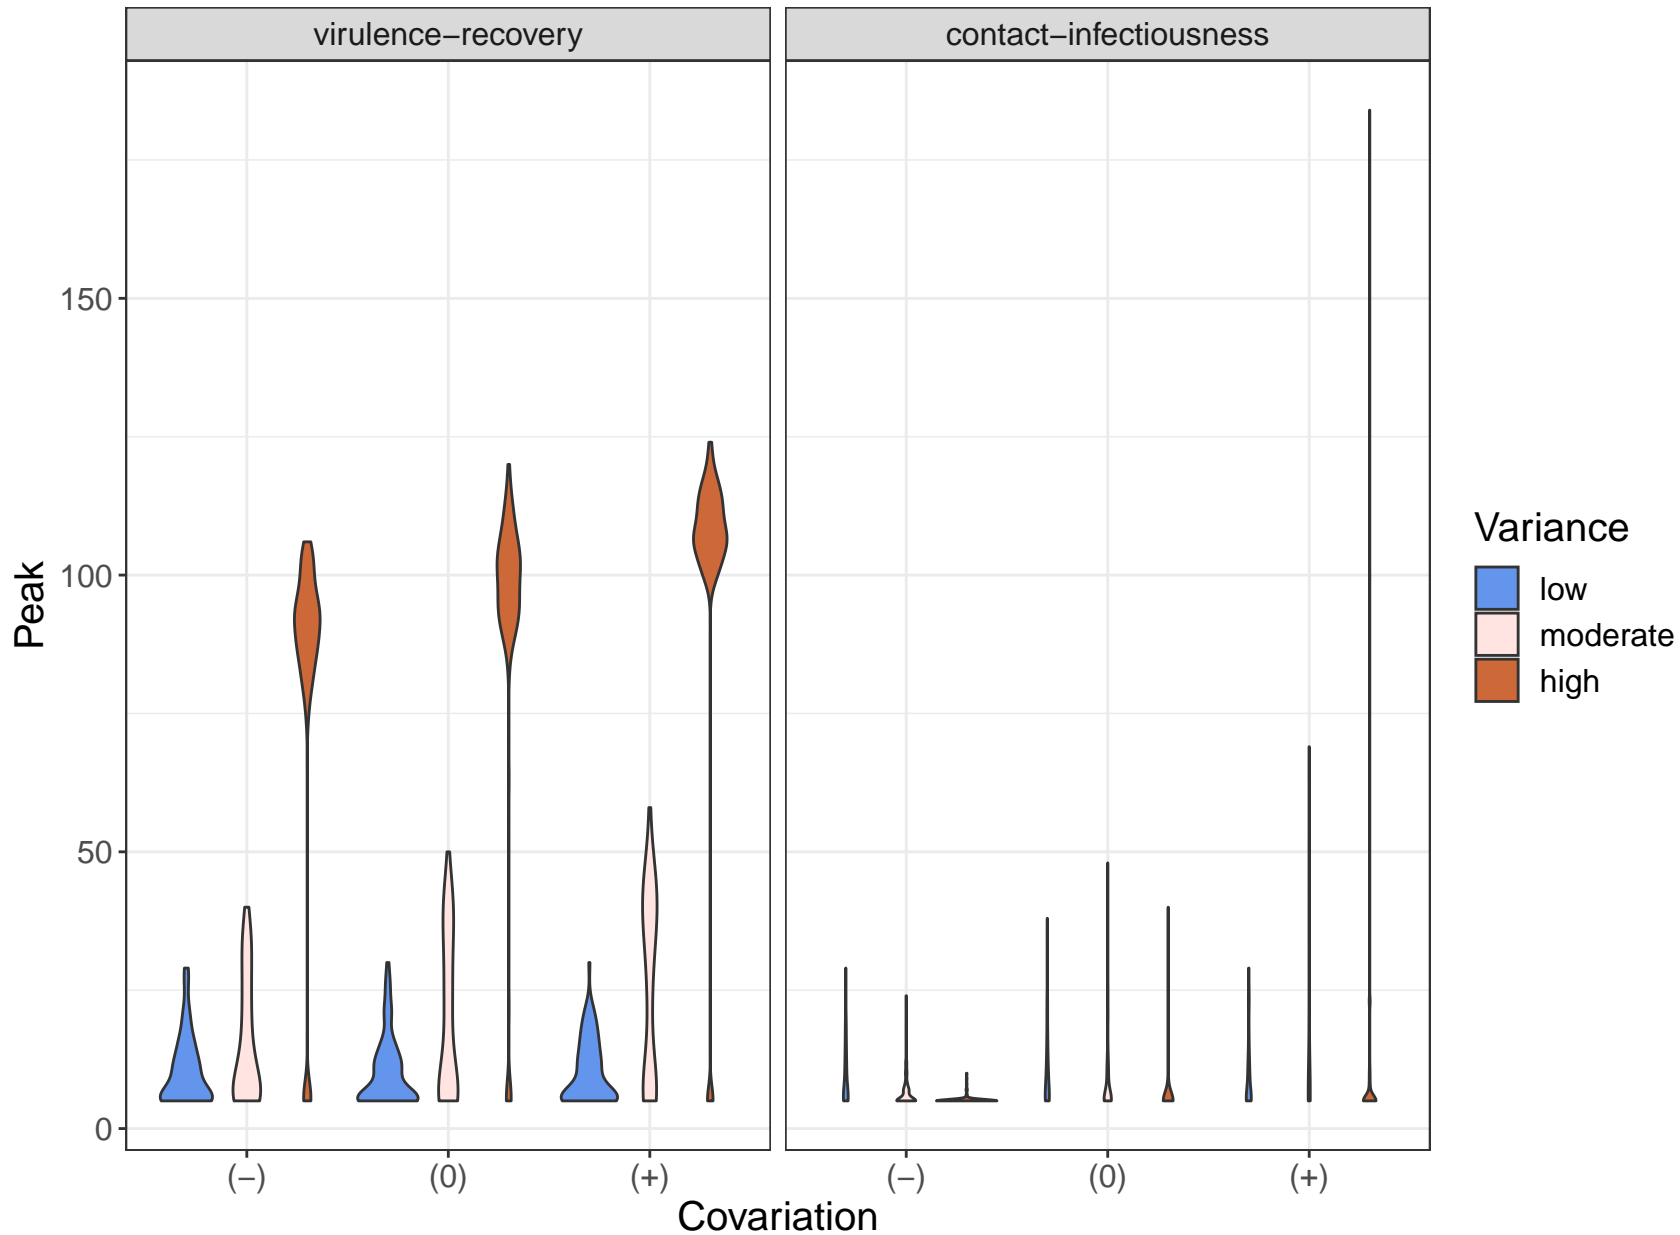 virulence−recovery
contact−infectiousness
Peak
150
100
50
0
(−)
(0)
(+)
(−)
(0)
(+)
Covariation
Variance
low
moderate
high